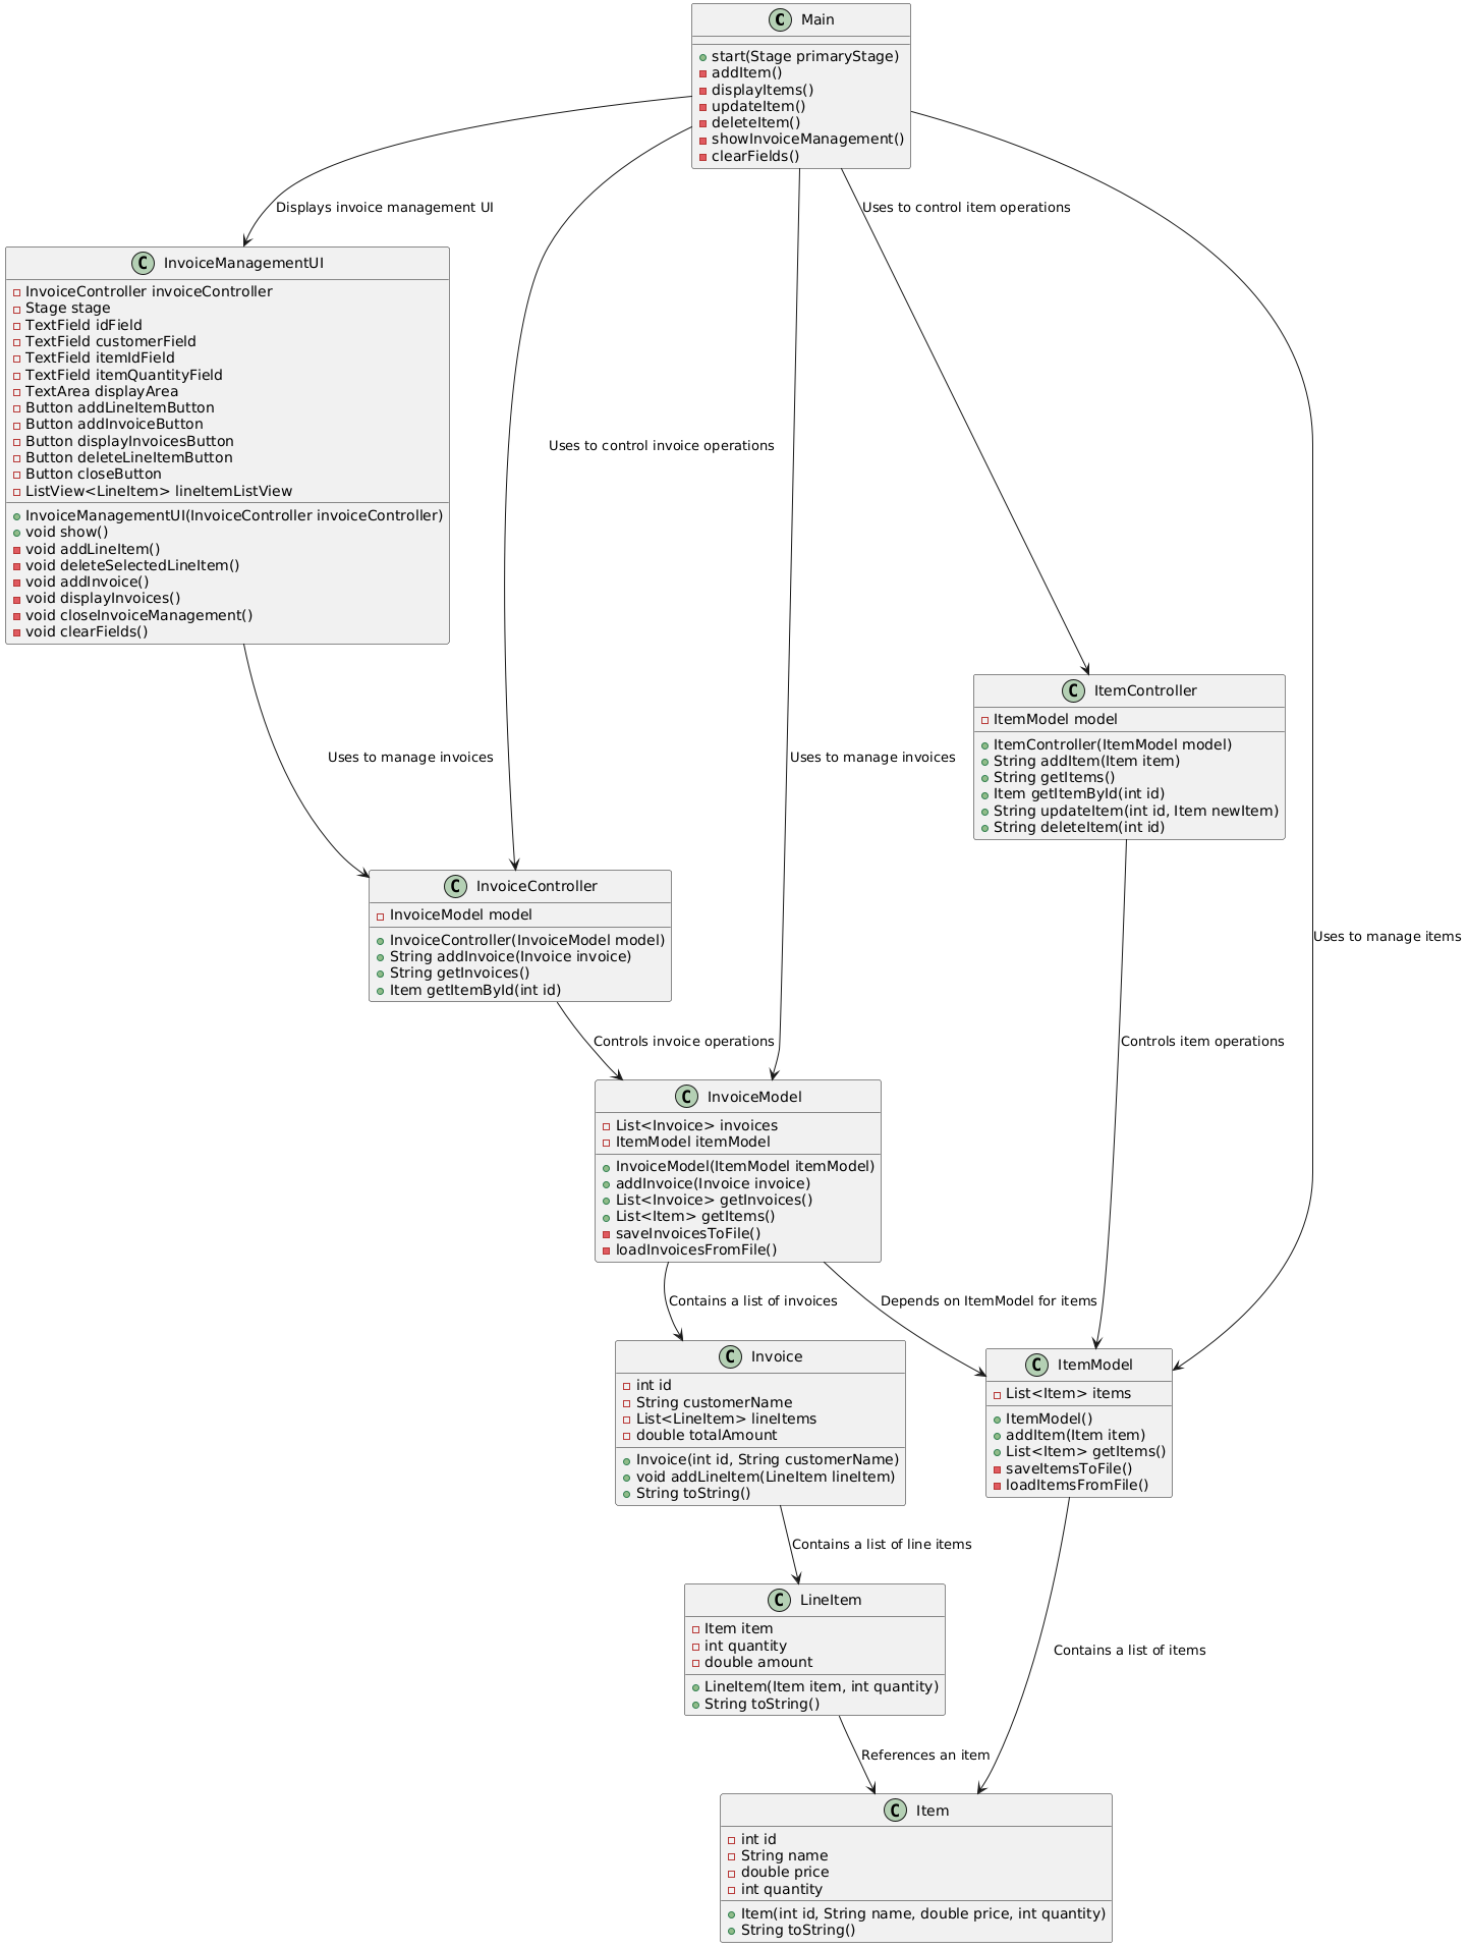 C Main
start(Stage primaryStage)
addItem()
displayItems()
updateItem()
deleteItem()
showInvoiceManagement()
clearFields()
Displays invoice management UI
Uses to control item operations
C InvoiceManagementUI
InvoiceController invoiceController
Stage stage
TextField idField
TextField customerField
TextField itemIdField
TextField itemQuantityField
TextArea displayArea
Button addLineItemButton
Button addInvoiceButton
Button displayInvoicesButton
Button deleteLineItemButton
Button closeButton
ListView<LineItem> lineItemListView
InvoiceManagementUI(InvoiceController invoiceController)
void show()
void addLineItem()
void deleteSelectedLineItem()
void addInvoice()
void displayInvoices()
void closeInvoiceManagement()
void clearFields()
Uses to control invoice operations
C ItemController
ItemModel model
ItemController(ItemModel model)
String addItem(Item item)
String getItems()
Item getItemById(int id)
String updateItem(int id, Item newItem)
String deleteItem(int id)
Uses to manage invoices
Uses to manage invoices
C InvoiceController
InvoiceModel model
InvoiceController(InvoiceModel model)
String addInvoice(Invoice invoice)
String getInvoices()
Item getItemById(int id)
Uses to manage items
Controls invoice operations
Controls item operations
C InvoiceModel
List<Invoice> invoices
ItemModel itemModel
InvoiceModel(ItemModel itemModel)
addInvoice(Invoice invoice)
List<Invoice> getInvoices()
List<Item> getItems()
saveInvoicesToFile()
loadInvoicesFromFile()
Contains a list of invoices
Depends on ItemModel for items
C Invoice
int id
String customerName
List<LineItem> lineItems
double totalAmount
Invoice(int id, String customerName)
void addLineItem(LineItem lineItem)
String toString()
C ItemModel
List<Item> items
ItemModel()
addItem(Item item)
List<Item> getItems()
saveItemsToFile()
loadItemsFromFile()
Contains a list of line items
C LineItem
Item item
int quantity
double amount
LineItem(Item item, int quantity)
String toString()
Contains a list of items
References an item
C Item
int id
String name
double price
int quantity
Item(int id, String name, double price, int quantity)
String toString()